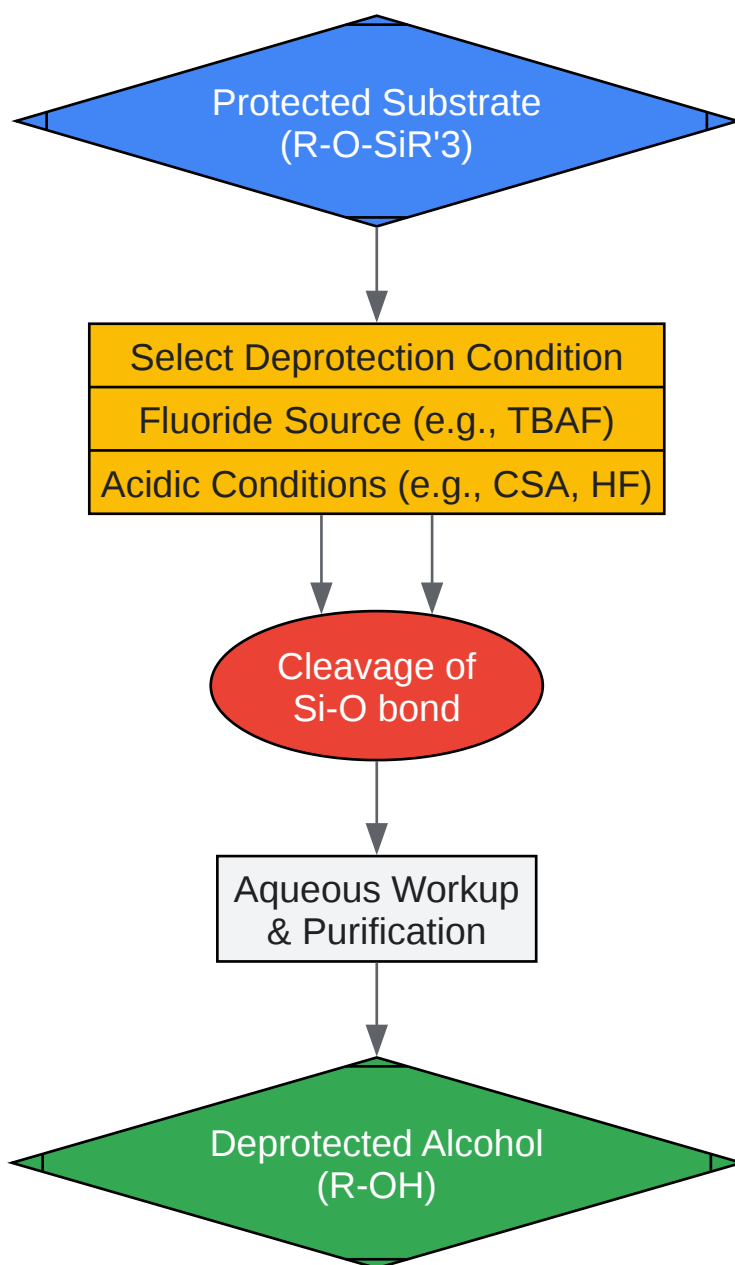 Protected Substrate
(R-O-SiR'3)
Select Deprotection Condition
Fluoride Source (e.g., TBAF)
Acidic Conditions (e.g., CSA, HF)
Cleavage of
Si-O bond
Aqueous Workup
& Purification
Deprotected Alcohol
(R-OH)